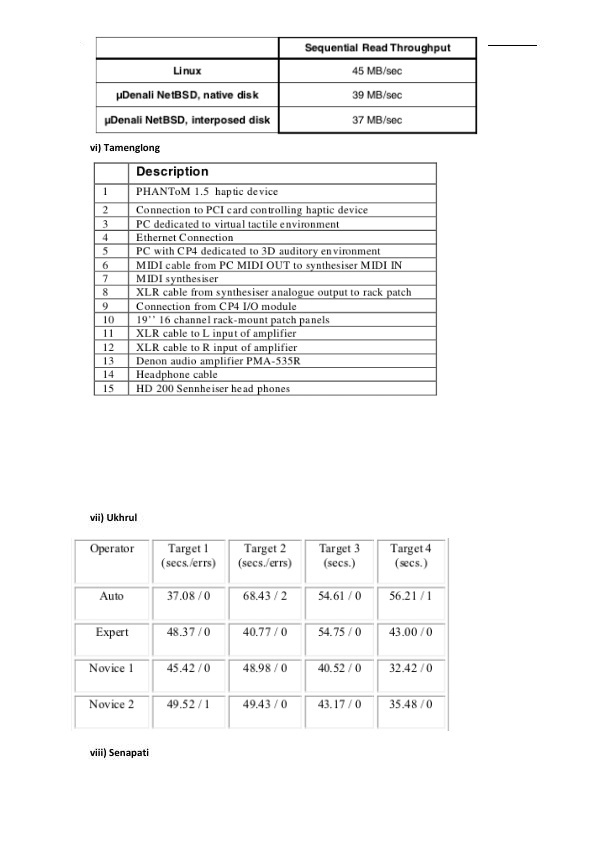 Sequential Read Throughput
Linux 45 MB/sec
µDenali NetBSD, native disk 39 MB/sec
µDenali NetBSD, interposed disk 37 MB/sec
vi) Tamenglong
Description
1 PHANToM 1.5 haptic device
2 Connection to PCI card controlling haptic device
3 PC dedicated to virtual tactile environment
4 Ethernet Connection
5 PC with CP4 dedicated to 3D auditory environment
6 MIDI cable from PC MIDI OUT to synthesiser MIDI IN
7 MIDI synthesiser
8 XLR cable from synthesiser analogue output to rack patch
9 Connection from CP4 I/O module
10 19’’ 16 channel rack-mount patch panels
11 XLR cable to L input of amplifier
12 XLR cable to R input of amplifier
13 Denon audio amplifier PMA-535R
14 Headphone cable
15 HD 200 Sennheiser head phones
vii) Ukhrul
Operator Target 1 Target 2 Target 3 Target 4
(secs./errs) (secs./errs) (secs.) (secs.)
Auto 37.08 / 0 68.43 / 2 54.61 / 0 56.21 / 1
Expert 48.37 / 0 40.77 / 0 54.75 / 0 43.00 / 0
Novice 1 45.42 / 0 48.98 / 0 40.52 / 0 32.42 / 0
Novice 2 49.52 / 1 49.43 / 0 43.17 / 0 35.48 / 0
viii) Senapati